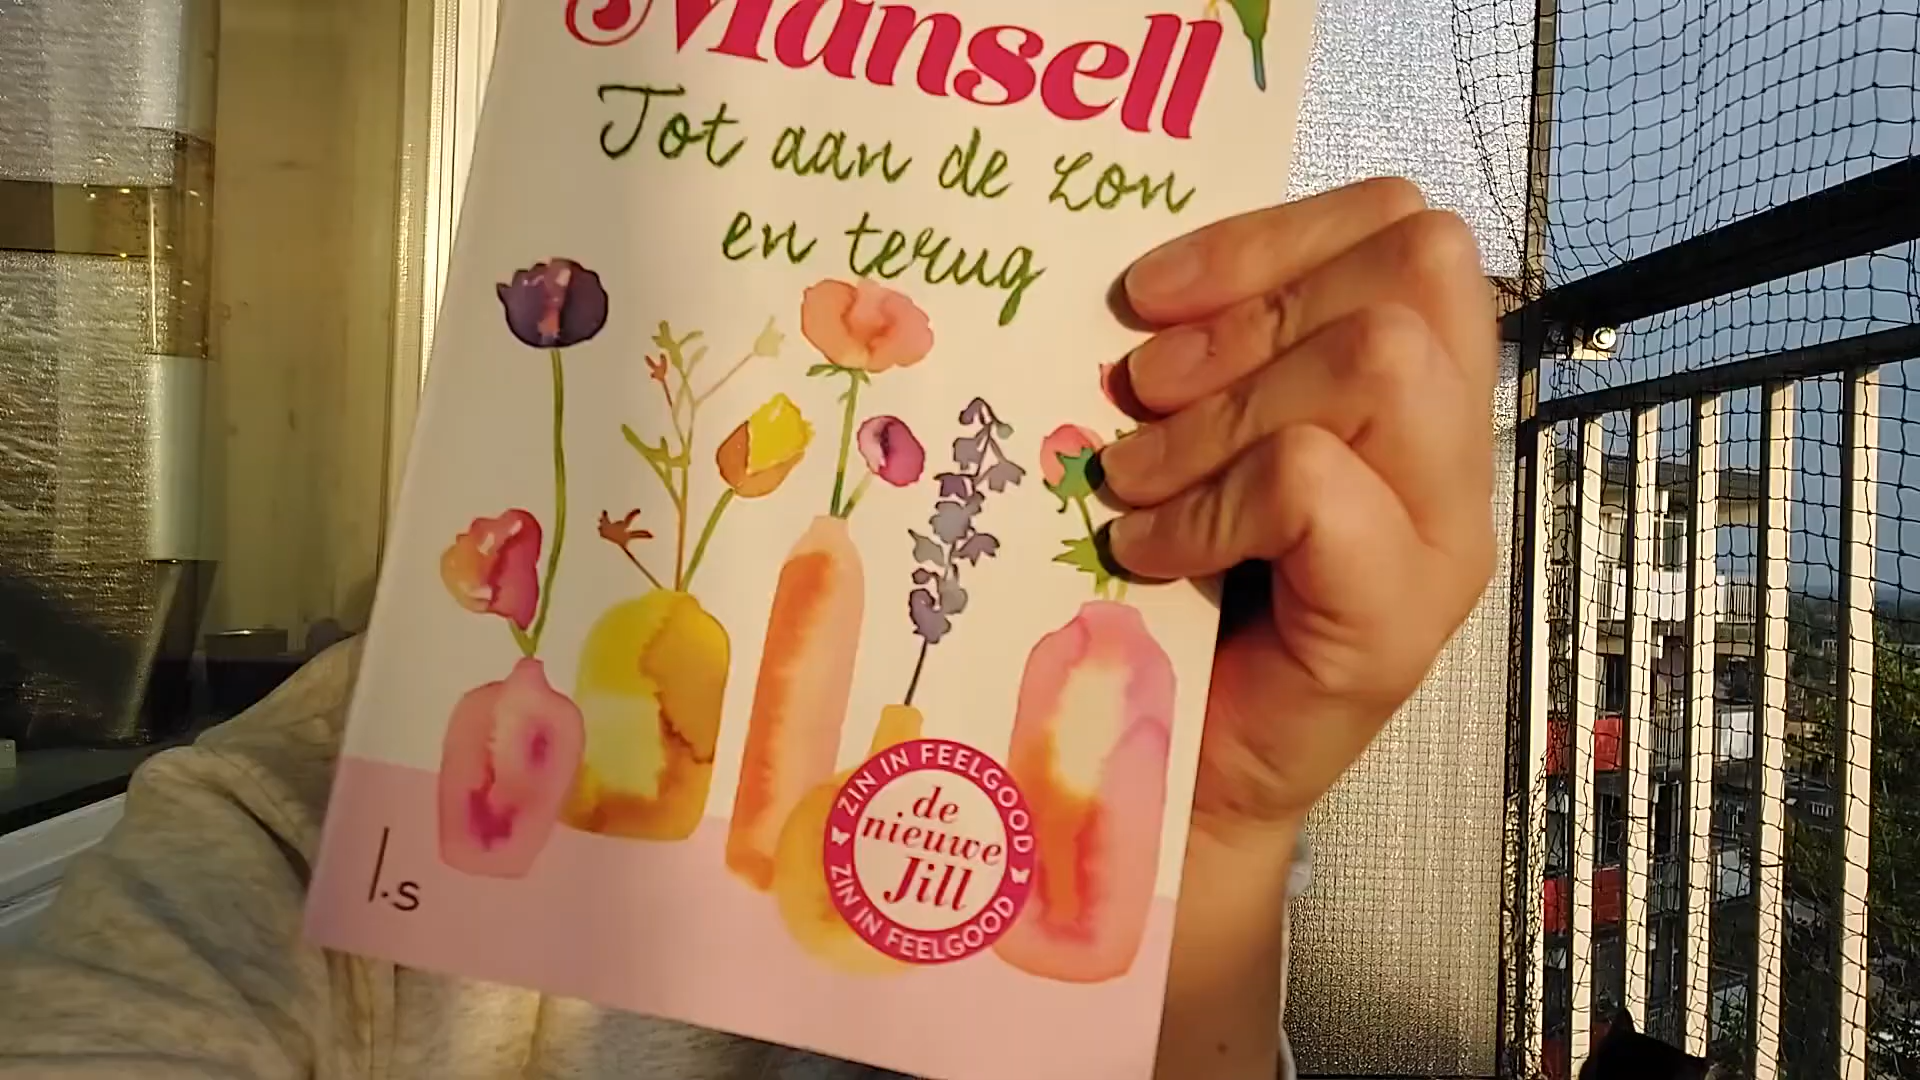 Mansell
Tot aan de zon
en terug
ZIN IN FEELGOOD
de
nieuwe
Jill
ZIN IN FEELGOOD
l.s